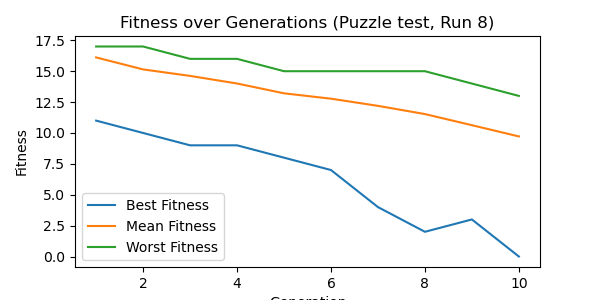 Fitness over Generations (Puzzle test, Run 8)
Fitness
17.5
15.0
12.5
10.0
7.5
5.0
2.5
0.0
Best Fitness
Mean Fitness
Worst Fitness
2 4 6 8 10
Generation